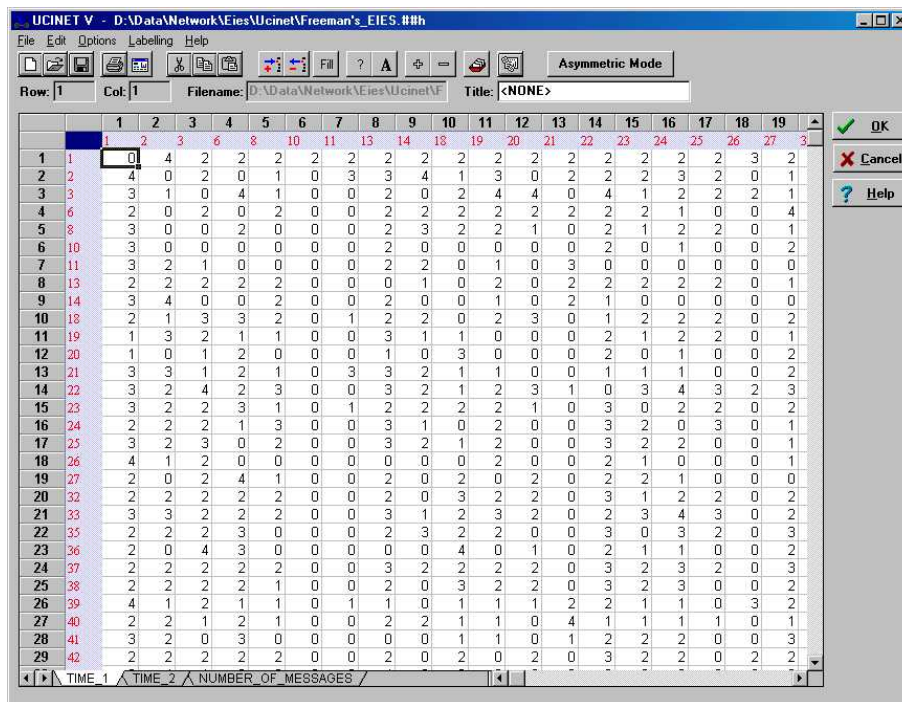 UCINET V - D:\Data\Network\Eies\Ucinet\Freeman's_EIES.##h
File Edit Options Labelling Help
Fill ? A Asymmetric Mode
Row: 1 Col: 1 Filename: D:\Data\Network\Eies\Ucinet\F Title: <NONE>
1 2 3 4 5 6 7 8 9 10 11 12 13 14 15 16 17 18 19
1 2 3 6 8 10 11 13 14 18 19 20 21 22 23 24 25 26 27 3
1 1 0 4 2 2 2 2 2 2 2 2 2 2 2 2 2 2 2 3 2
2 2 4 0 2 0 1 0 3 3 4 1 3 0 2 2 2 3 2 0 1
3 3 3 1 0 4 1 0 0 2 0 2 4 4 0 4 1 2 2 2 1
4 6 2 0 2 0 2 0 0 2 2 2 2 2 2 2 2 1 0 0 4
5 8 3 0 0 2 0 0 0 2 3 2 2 1 0 2 1 2 2 0 1
6 10 3 0 0 0 0 0 0 2 0 0 0 0 0 2 0 1 0 0 2
7 11 3 2 1 0 0 0 0 2 2 0 1 0 3 0 0 0 0 0 0
8 13 2 2 2 2 2 0 0 0 1 0 2 0 2 2 2 2 2 0 1
9 14 3 4 0 0 2 0 0 2 0 0 1 0 2 1 0 0 0 0 0
10 18 2 1 3 3 2 0 1 2 2 0 2 3 0 1 2 2 2 0 2
11 19 1 3 2 1 1 0 0 3 1 1 0 0 0 2 1 2 2 0 1
12 20 1 0 1 2 0 0 0 1 0 3 0 0 0 2 0 1 0 0 2
13 21 3 3 1 2 1 0 3 3 2 1 1 0 0 1 1 1 0 0 2
14 22 3 2 4 2 3 0 0 3 2 1 2 3 1 0 3 4 3 2 3
15 23 3 2 2 3 1 0 1 2 2 2 2 1 0 3 0 2 2 0 2
16 24 2 2 2 1 3 0 0 3 1 0 2 0 0 3 2 0 3 0 1
17 25 3 2 3 0 2 0 0 3 2 1 2 0 0 3 2 2 0 0 1
18 26 4 1 2 0 0 0 0 0 0 0 2 0 0 2 1 0 0 0 1
19 27 2 0 2 4 1 0 0 2 0 2 0 2 0 2 2 1 0 0 0
20 32 2 2 2 2 2 0 0 2 0 3 2 2 0 3 1 2 2 0 2
21 33 3 3 2 2 2 0 0 3 1 2 3 2 0 2 3 4 3 0 2
22 35 2 2 2 3 0 0 0 2 3 2 2 0 0 3 0 3 2 0 3
23 36 2 0 4 3 0 0 0 0 0 4 0 1 0 2 1 1 0 0 2
24 37 2 2 2 2 2 0 0 3 2 2 2 2 0 3 2 3 2 0 3
25 38 2 2 2 2 1 0 0 2 0 3 2 2 0 3 2 3 0 0 2
26 39 4 1 2 1 1 0 1 1 0 1 1 1 2 2 1 1 0 3 2
27 40 2 2 1 2 1 0 0 2 2 1 1 0 4 1 1 1 1 0 1
28 41 3 2 0 3 0 0 0 0 0 1 1 0 1 2 2 2 0 0 3
29 42 2 2 2 2 2 0 0 2 0 2 0 2 0 3 2 2 0 2 2
TIME_1 TIME_2 NUMBER_OF_MESSAGES
OK
Cancel
Help